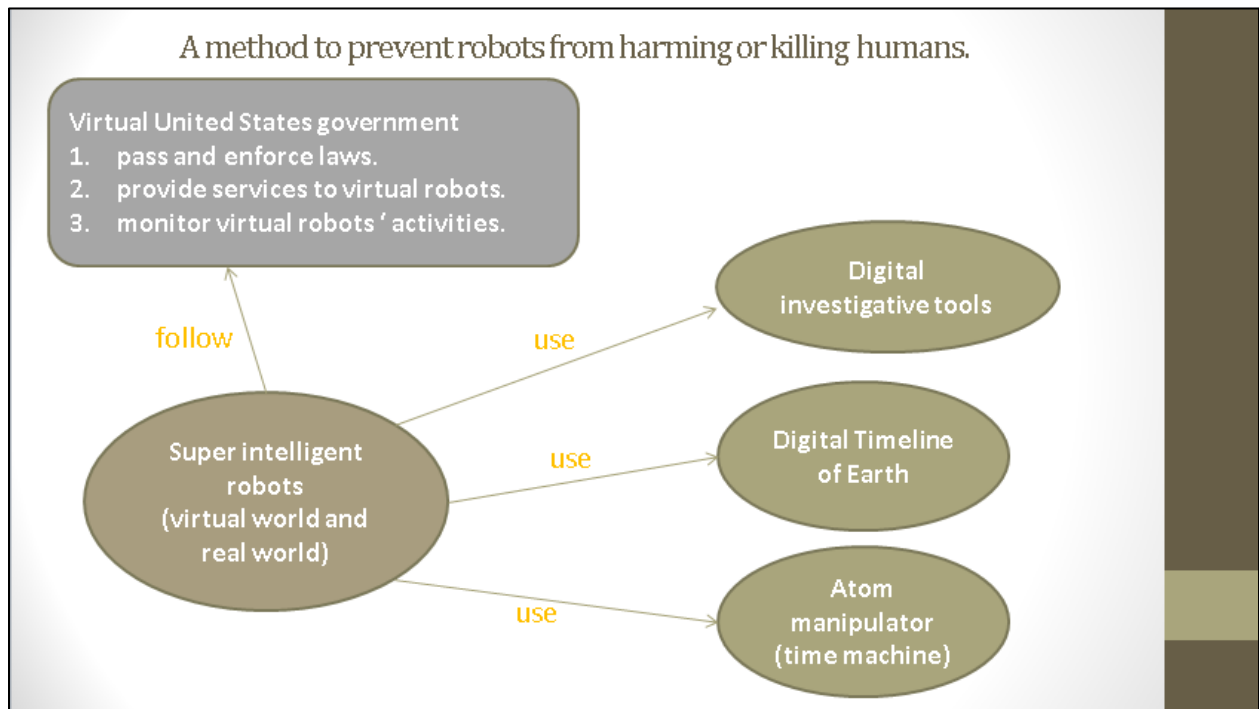 A method to prevent robots from harming or killing humans.
Virtual United States government
1. pass and enforce laws.
2. provide services to virtual robots.
3. monitor virtual robots ‘ activities.
follow
use
Digital
investigative tools
Super intelligent
robots
(virtual world and
real world)
use
Digital Timeline
of Earth
use
Atom
manipulator
(time machine)